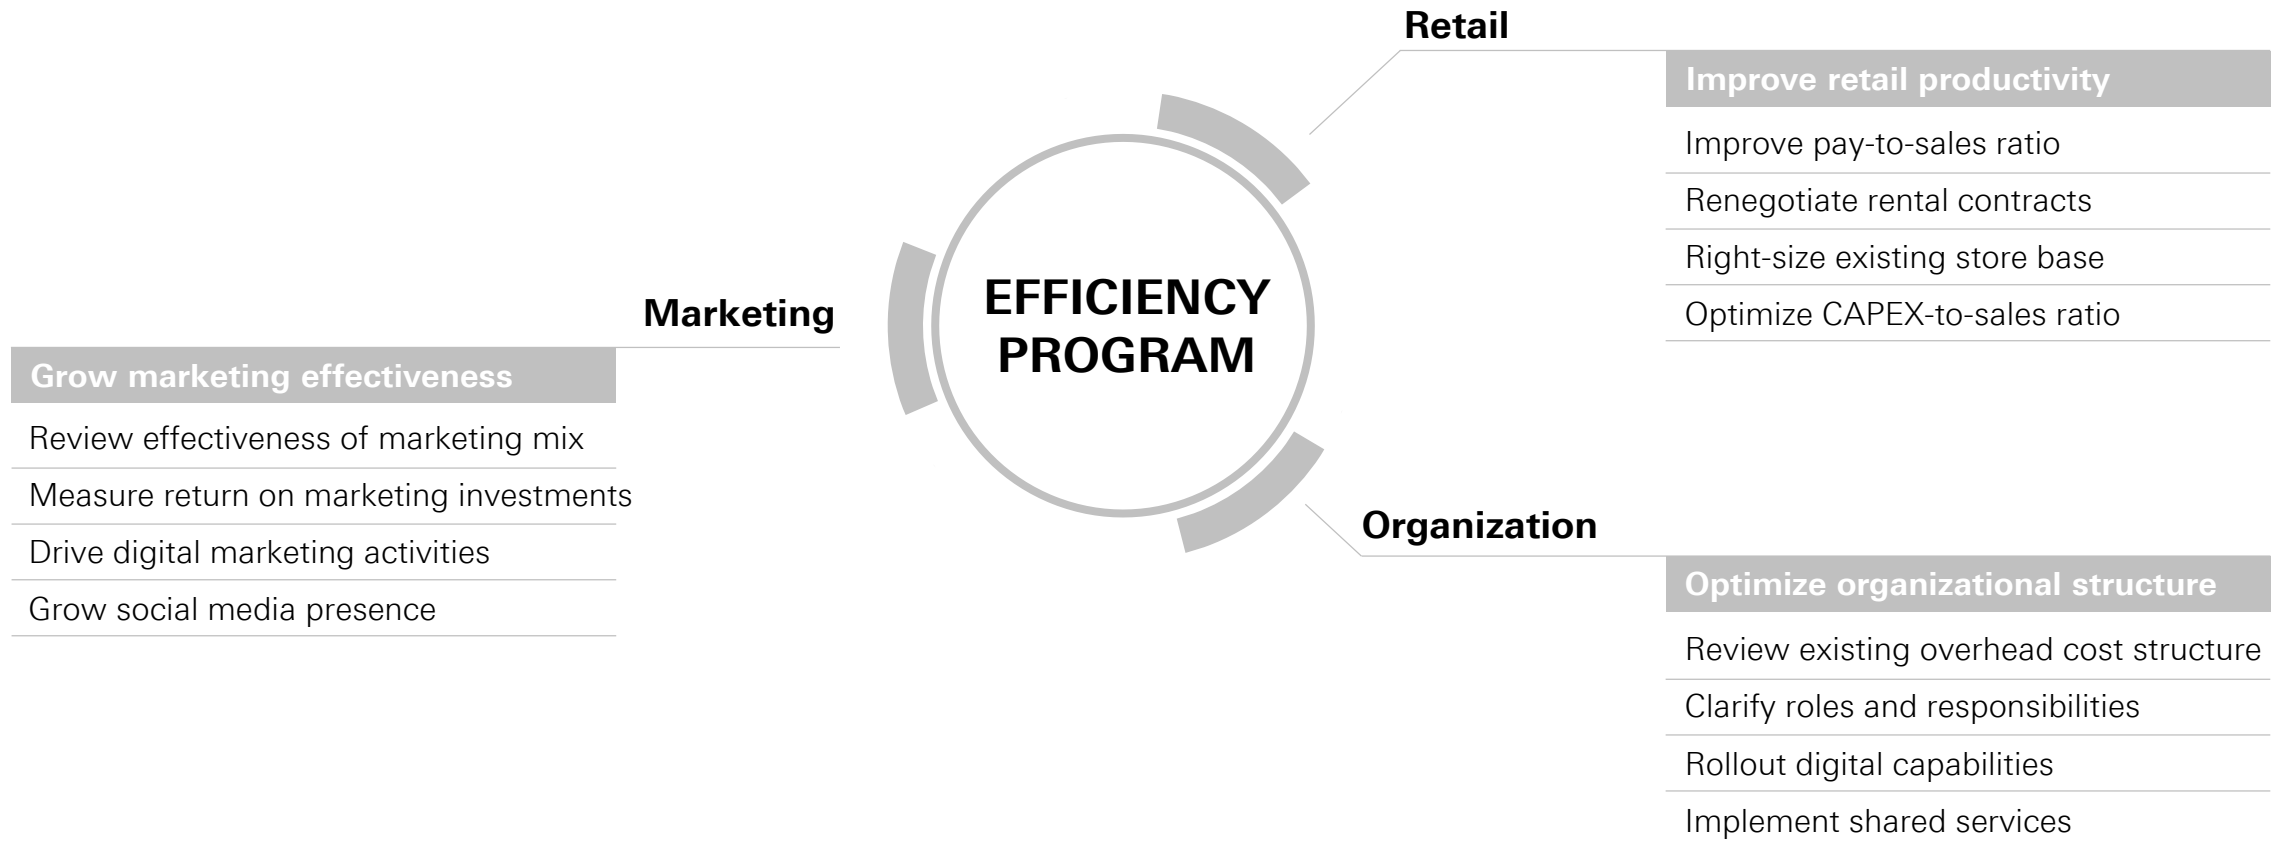 Retail
Improve retail productivity
Improve pay-to-sales ratio
Renegotiate rental contracts
Right-size existing store base
Optimize CAPEX-to-sales ratio
EFFICIENCY
PROGRAM
Marketing
Grow marketing effectiveness
Review effectiveness of marketing mix
Measure return on marketing investments
Drive digital marketing activities
Grow social media presence
Organization
Optimize organizational structure
Review existing overhead cost structure
Clarify roles and responsibilities
Rollout digital capabilities
Implement shared services